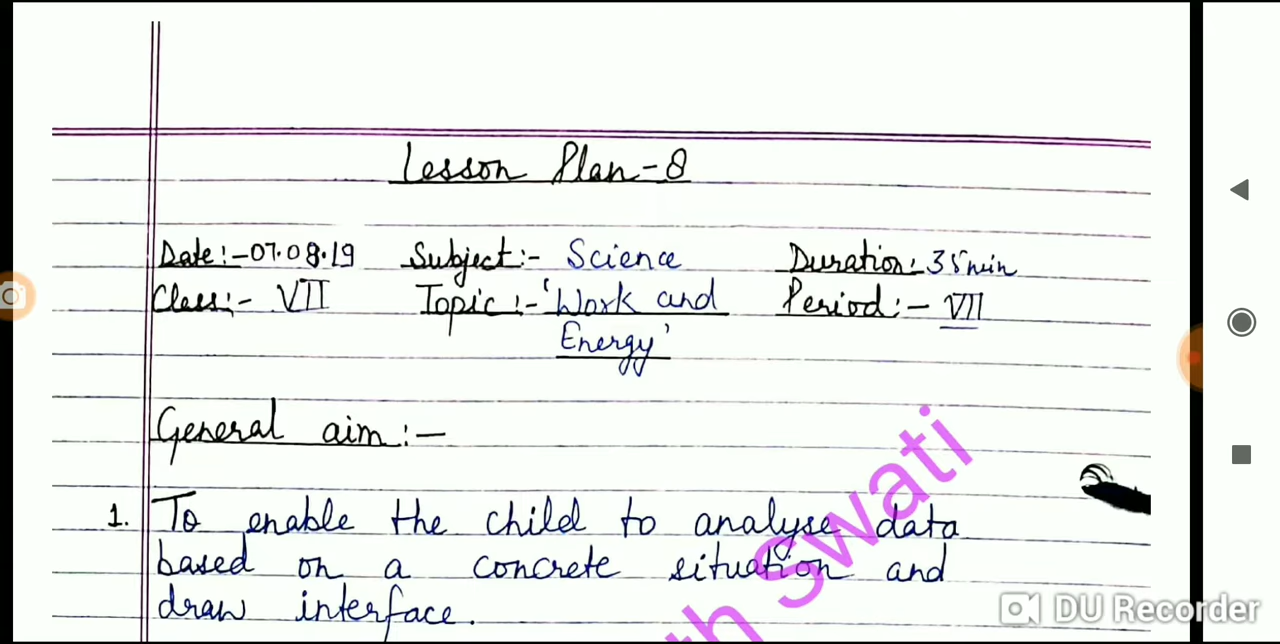 Lesson Plan-8
Date:-07.08.19 Subject:- Science Duration:-35min
Class:- VII Topic:-'Work and Period:- VII
Energy'
General aim:-
1. To enable the child to analyse data
based on a concrete situation and
draw interface.
th Swati
DU Recorder